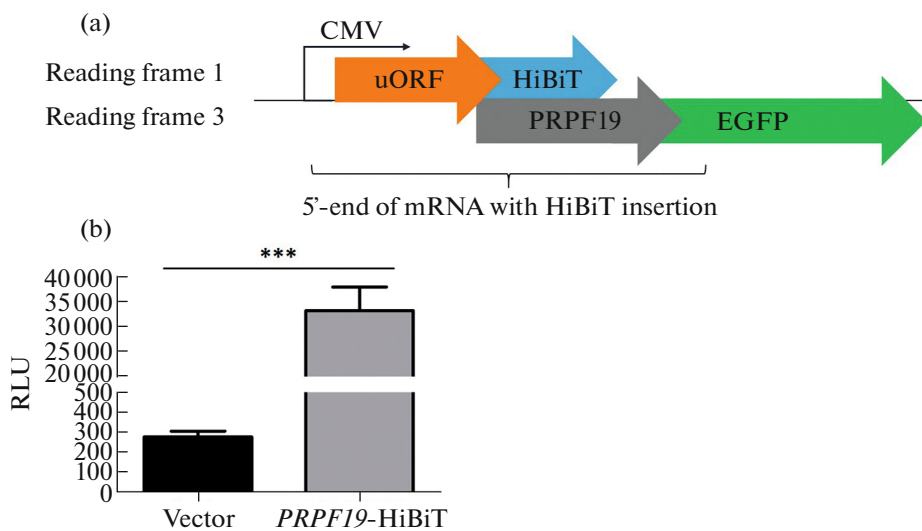 (a)
CMV
Reading frame 1
uORF
HiBiT
Reading frame 3
PRPF19
EGFP
5'-end of mRNA with HiBiT insertion
(b)
***
40 000
35 000
30 000
25 000
20 000
500
400
300
200
100
0
RLU
Vector
PRPF19-HiBiT